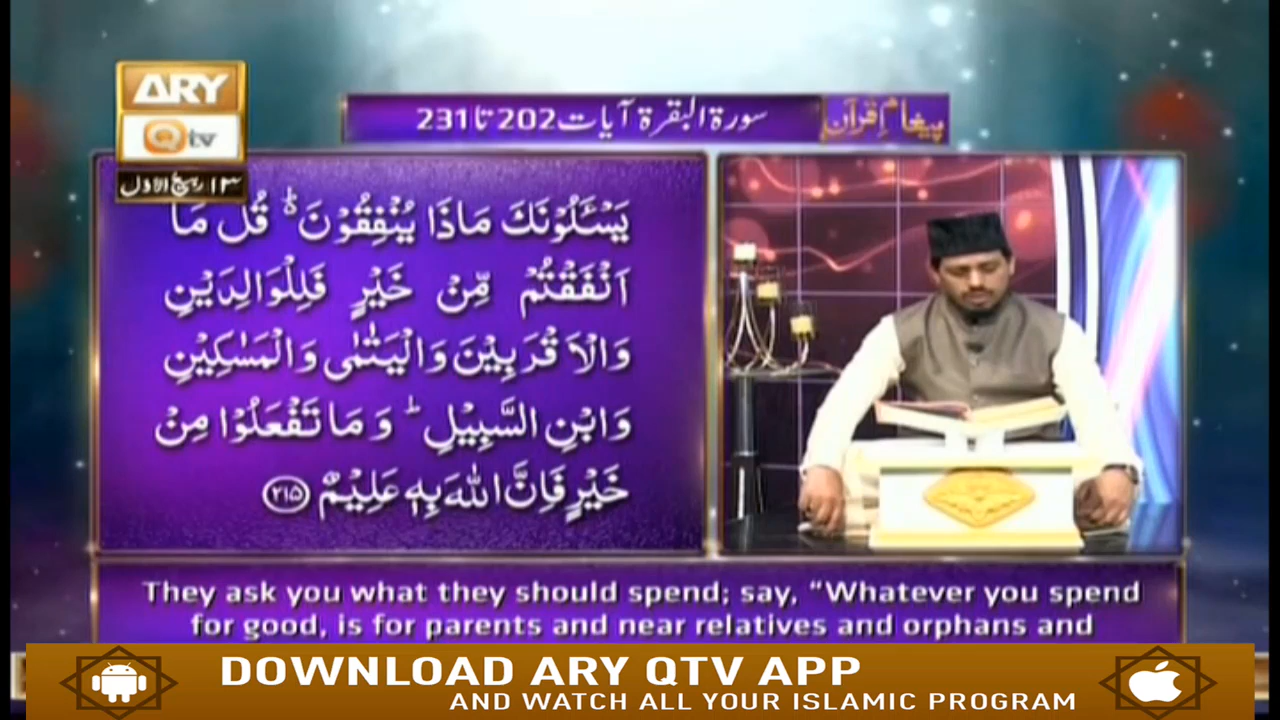 ARY
Qtv
۱۳ ربیع الاول
پیغام قرآن
سورۃ البقرۃ آیات 202 تا 231
يَسْـَٔلُوْنَكَ مَاذَا يُنْفِقُوْنَ ؕ قُلْ مَاۤ
اَنْفَقْتُمْ مِّنْ خَيْرٍ فَلِلْوَالِدَيْنِ
وَالْاَقْرَبِيْنَ وَالْيَتٰمٰى وَالْمَسٰكِيْنِ
وَابْنِ السَّبِيْلِ ؕ وَمَا تَفْعَلُوْا مِنْ
خَيْرٍ فَاِنَّ اللّٰهَ بِهٖ عَلِيْمٌ ﴿۲۱۵﴾
They ask you what they should spend; say, “Whatever you spend
for good, is for parents and near relatives and orphans and
DOWNLOAD ARY QTV APP
AND WATCH ALL YOUR ISLAMIC PROGRAM